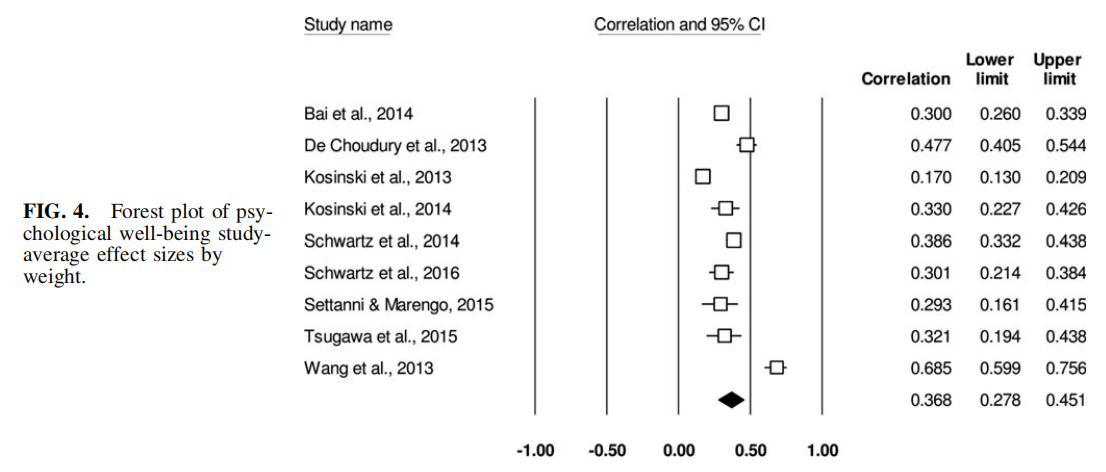 Study name Correlation and 95% CI
Correlation Lower limit Upper limit
Bai et al., 2014 0.300 0.260 0.339
De Choudury et al., 2013 0.477 0.405 0.544
Kosinski et al., 2013 0.170 0.130 0.209
Kosinski et al., 2014 0.330 0.227 0.426
Schwartz et al., 2014 0.386 0.332 0.438
Schwartz et al., 2016 0.301 0.214 0.384
Settanni & Marengo, 2015 0.293 0.161 0.415
Tsugawa et al., 2015 0.321 0.194 0.438
Wang et al., 2013 0.685 0.599 0.756
0.368 0.278 0.451
-1.00 -0.50 0.00 0.50 1.00
FIG. 4. Forest plot of psy-
chological well-being study-
average effect sizes by
weight.